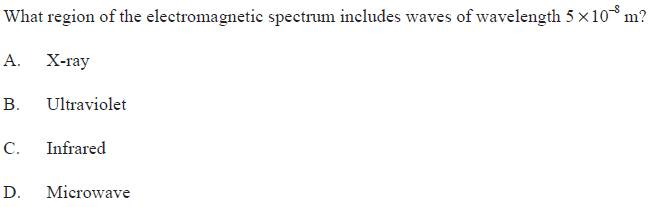 What region of the electromagnetic spectrum includes waves of wavelength 5 × 10⁻⁸ m?
A. X-ray
B. Ultraviolet
C. Infrared
D. Microwave